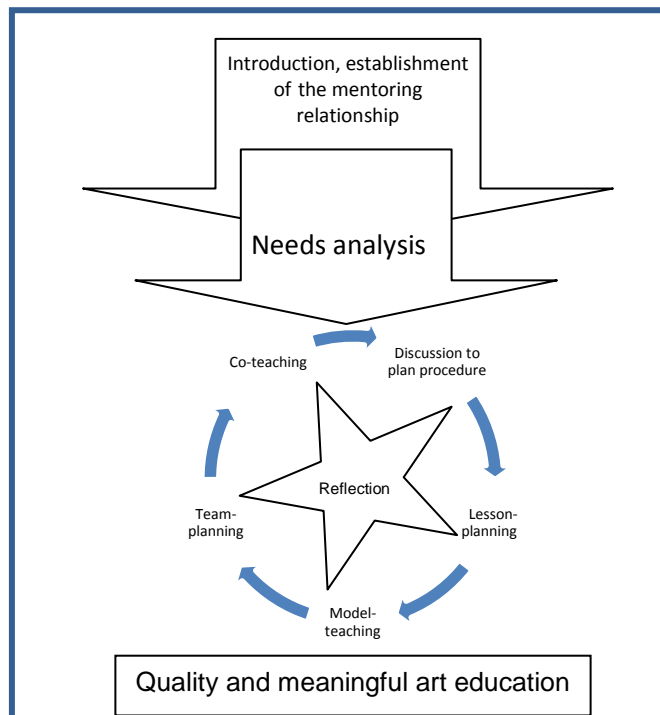 Introduction, establishment
of the mentoring
relationship
Needs analysis
Co-teaching
Discussion to
plan procedure
Reflection
Team-
planning
Lesson-
planning
Model-
teaching
Quality and meaningful art education